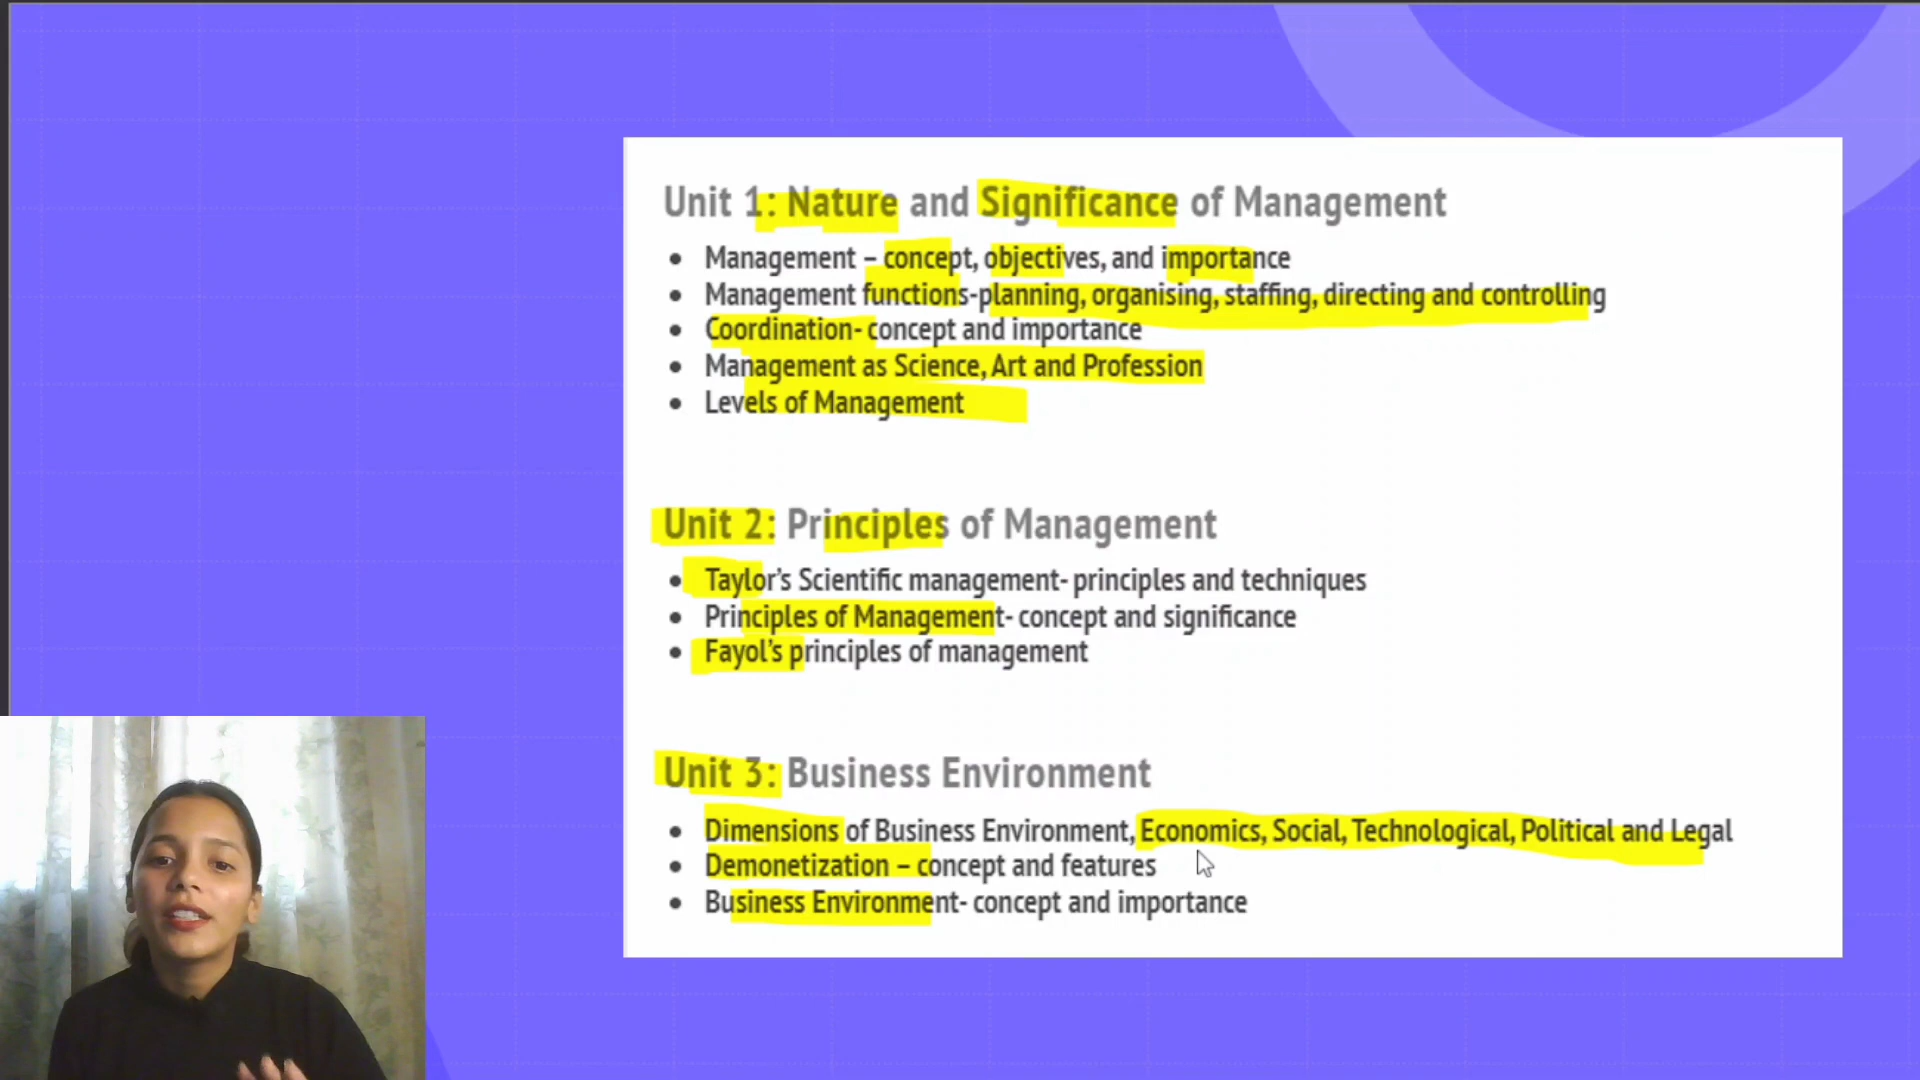 Unit 1: Nature and Significance of Management
• Management – concept, objectives, and importance
• Management functions-planning, organising, staffing, directing and controlling
• Coordination- concept and importance
• Management as Science, Art and Profession
• Levels of Management
Unit 2: Principles of Management
• Taylor’s Scientific management- principles and techniques
• Principles of Management- concept and significance
• Fayol’s principles of management
Unit 3: Business Environment
• Dimensions of Business Environment, Economics, Social, Technological, Political and Legal
• Demonetization – concept and features
• Business Environment- concept and importance